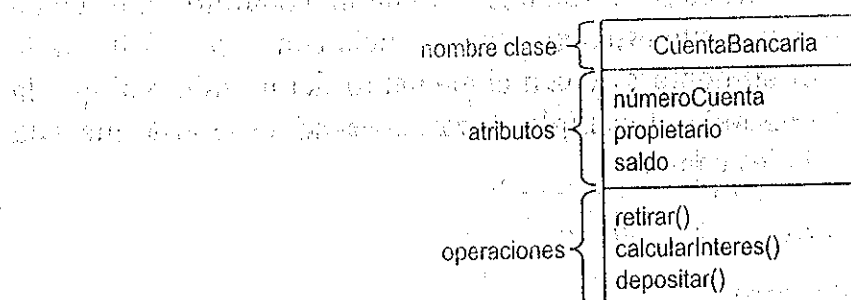 nombre clase
CuentaBancaria
atributos
númeroCuenta
propietario
saldo
operaciones
retirar()
calcularInteres()
depositar()